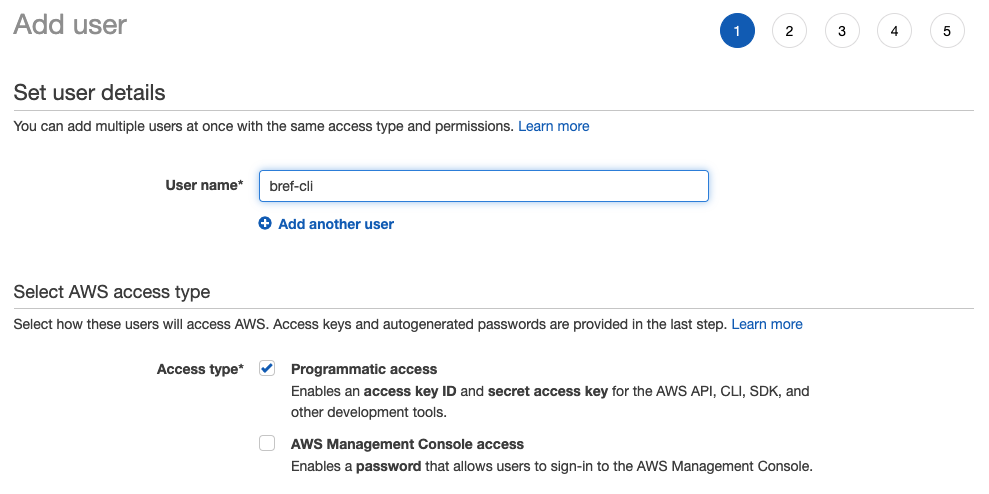 Add user
1 2 3 4 5
Set user details
You can add multiple users at once with the same access type and permissions. Learn more
User name* bref-cli
Add another user
Select AWS access type
Select how these users will access AWS. Access keys and autogenerated passwords are provided in the last step. Learn more
Access type* Programmatic access
Enables an access key ID and secret access key for the AWS API, CLI, SDK, and
other development tools.
AWS Management Console access
Enables a password that allows users to sign-in to the AWS Management Console.